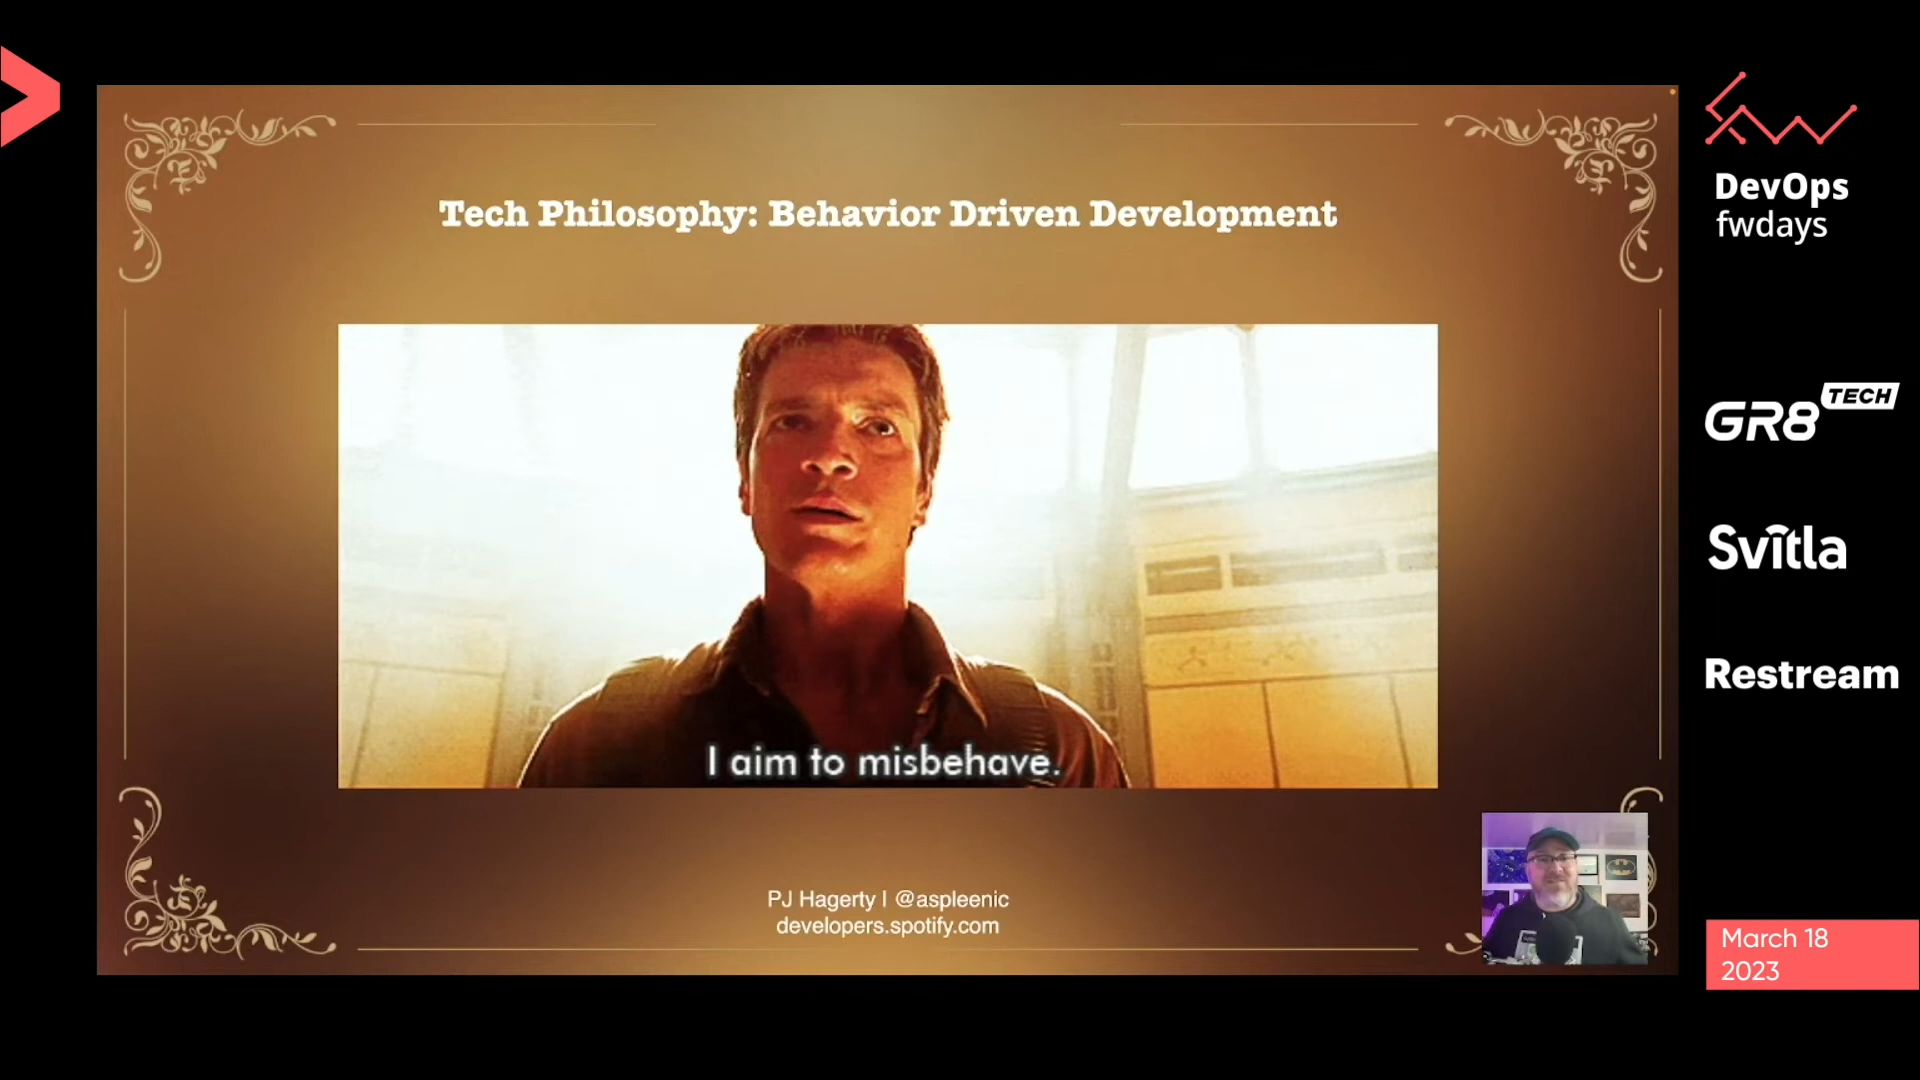 Tech Philosophy: Behavior Driven Development
I aim to misbehave.
PJ Hagerty | @aspleenic
developers.spotify.com
DevOps
fwdays
GR8 TECH
Svitla
Restream
March 18
2023